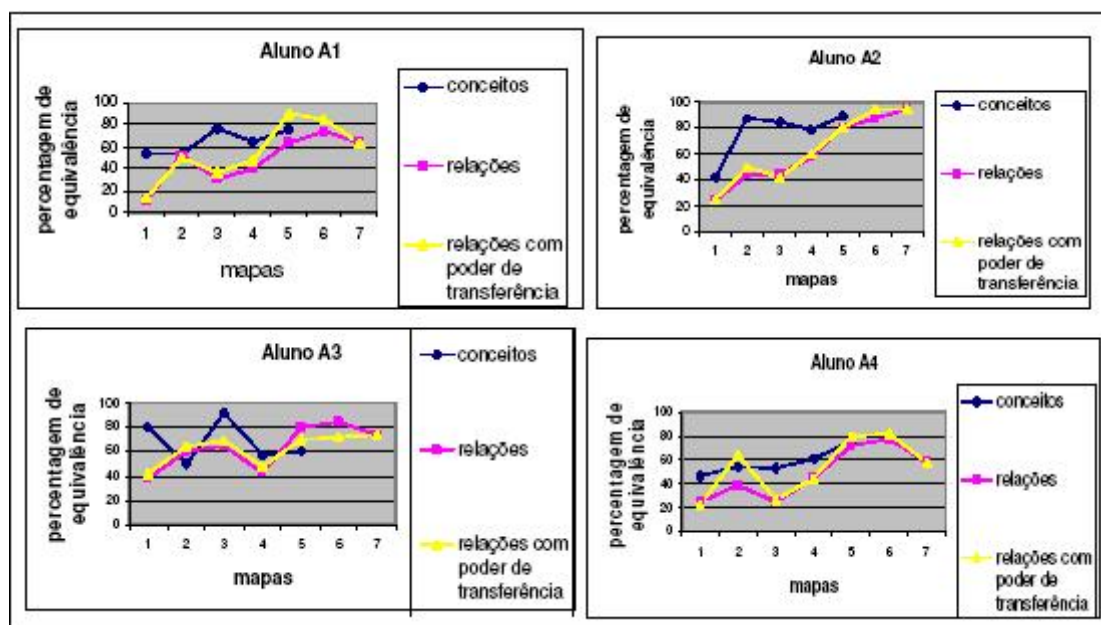 Aluno A1
percentagem de
equivalência
100
80
60
40
20
0
1 2 3 4 5 6 7
mapas
conceitos
relações
relações com
poder de
transferência
Aluno A2
percentagem de
equivalência
100
80
60
40
20
0
1 2 3 4 5 6 7
mapas
conceitos
relações
relações com
poder de
transferência
Aluno A3
percentagem de
equivalência
100
80
60
40
20
0
1 2 3 4 5 6 7
mapas
conceitos
relações
relações com
poder de
transferência
Aluno A4
percentagem de
equivalência
100
80
60
40
20
0
1 2 3 4 5 6 7
mapas
conceitos
relações
relações com
poder de
transferência